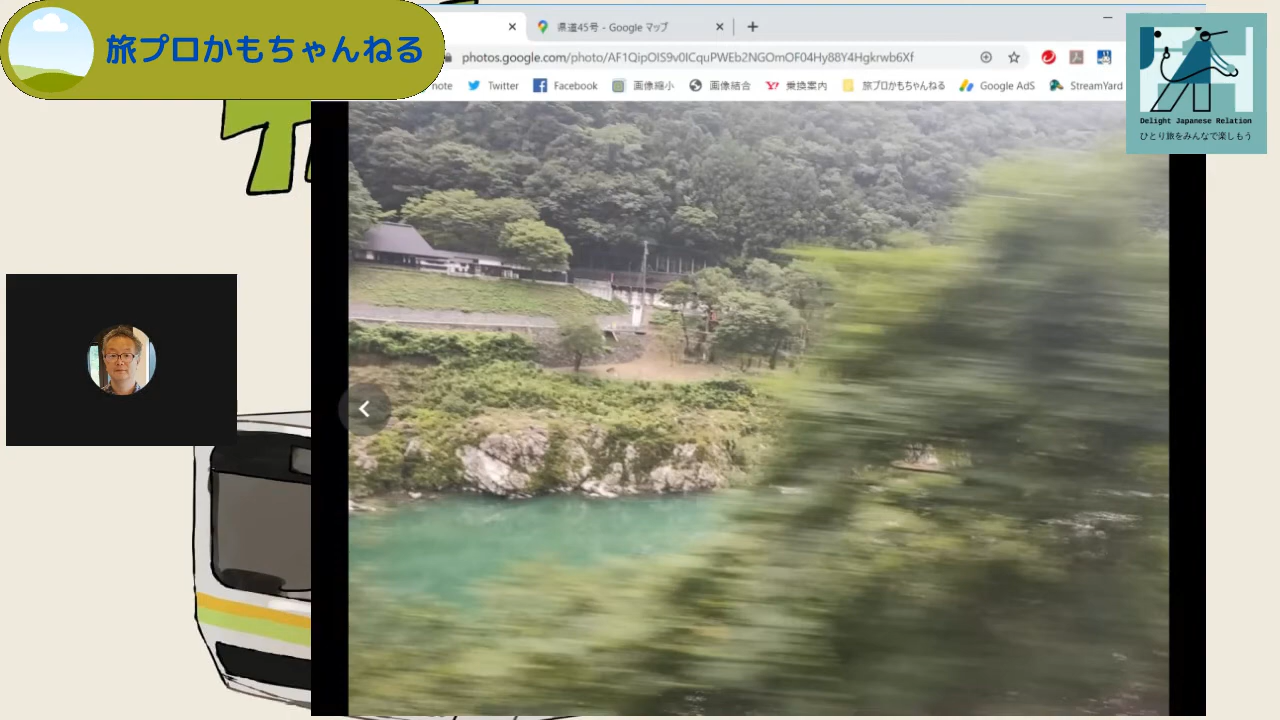 旅プロかもちゃんねる
県道45号 - Google マップ
photos.google.com/photo/AF1QipOIS9v0ICquPWEb2NGOmOF04Hy88Y4Hgkrwb6Xf
note
Twitter
Facebook
画像縮小
画像結合
乗換案内
旅プロかもちゃんねる
Google AdS
StreamYard
Delight Japanese Relation
ひとり旅をみんなで楽しもう